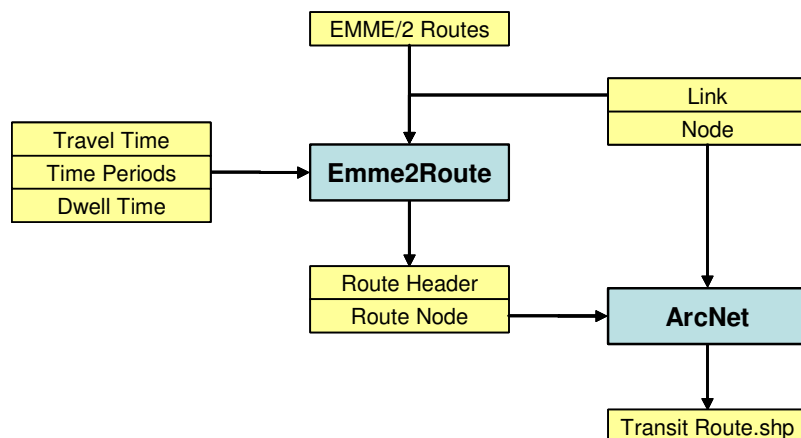 EMME/2 Routes
Link
Node
Travel Time
Time Periods
Dwell Time
Emme2Route
Route Header
Route Node
ArcNet
Transit Route.shp